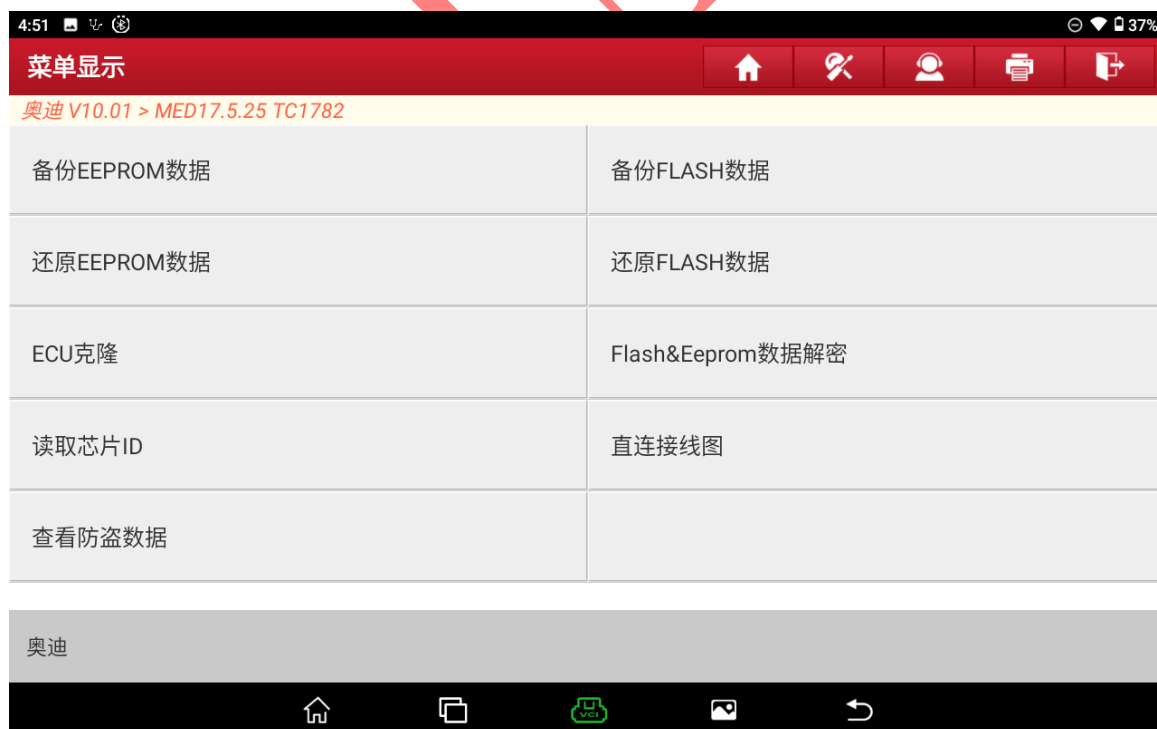 4:51
37%
菜单显示
奥迪 V10.01 > MED17.5.25 TC1782
备份EEPROM数据
备份FLASH数据
还原EEPROM数据
还原FLASH数据
ECU克隆
Flash&Eeprom数据解密
读取芯片ID
直连接线图
查看防盗数据
奥迪
VCI